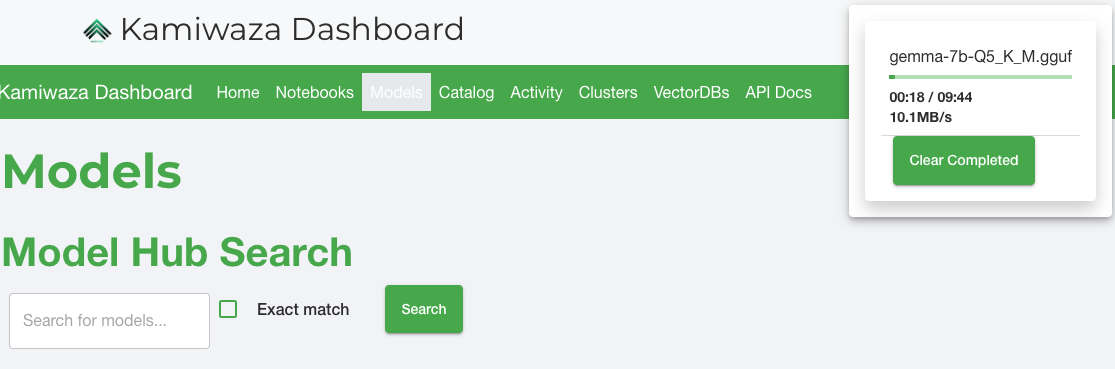 Kamiwaza Dashboard
Kamiwaza Dashboard Home Notebooks Models Catalog Activity Clusters VectorDBs API Docs
gemma-7b-Q5_K_M.gguf
00:18 / 09:44
10.1MB/s
Clear Completed
Models
Model Hub Search
Search for models... Exact match Search